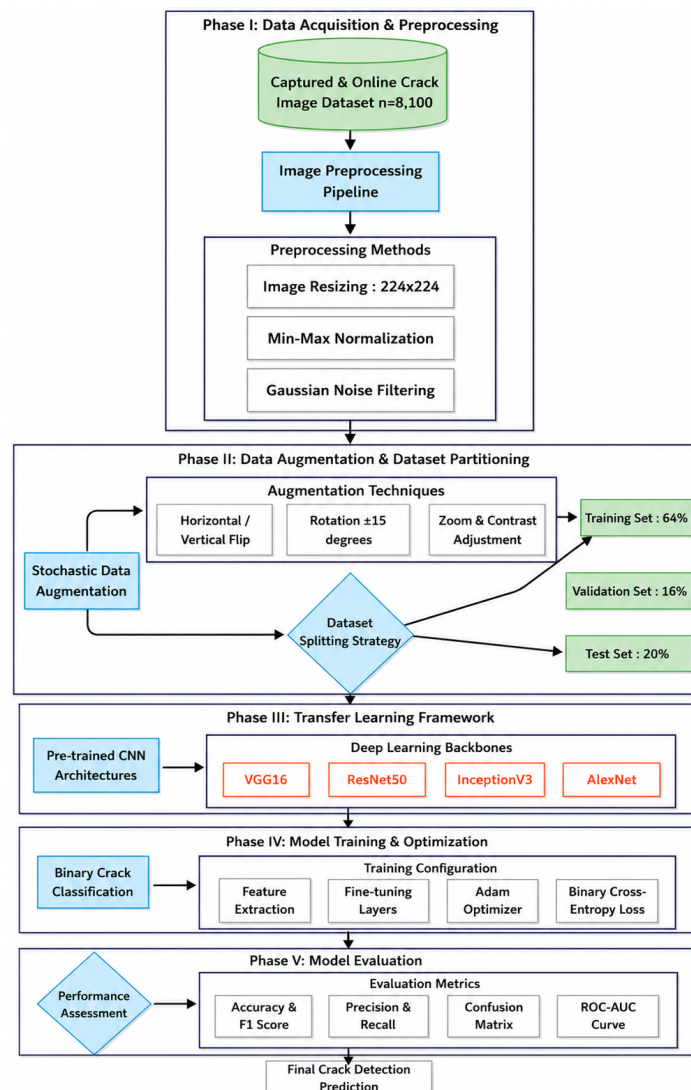 Phase I: Data Acquisition & Preprocessing
Captured & Online Crack
Image Dataset n=8,100
Image Preprocessing
Pipeline
Preprocessing Methods
Image Resizing : 224x224
Min-Max Normalization
Gaussian Noise Filtering
Phase II: Data Augmentation & Dataset Partitioning
Augmentation Techniques
Horizontal /
Vertical Flip
Rotation ±15
degrees
Zoom & Contrast
Adjustment
Training Set : 64%
Stochastic Data
Augmentation
Validation Set : 16%
Dataset
Splitting Strategy
Test Set : 20%
Phase III: Transfer Learning Framework
Pre-trained CNN
Architectures
Deep Learning Backbones
VGG16
ResNet50
InceptionV3
AlexNet
Phase IV: Model Training & Optimization
Binary Crack
Classification
Training Configuration
Feature
Extraction
Fine-tuning
Layers
Adam
Optimizer
Binary Cross-
Entropy Loss
Phase V: Model Evaluation
Performance
Assessment
Evaluation Metrics
Accuracy &
F1 Score
Precision &
Recall
Confusion
Matrix
ROC-AUC
Curve
Final Crack Detection
Prediction